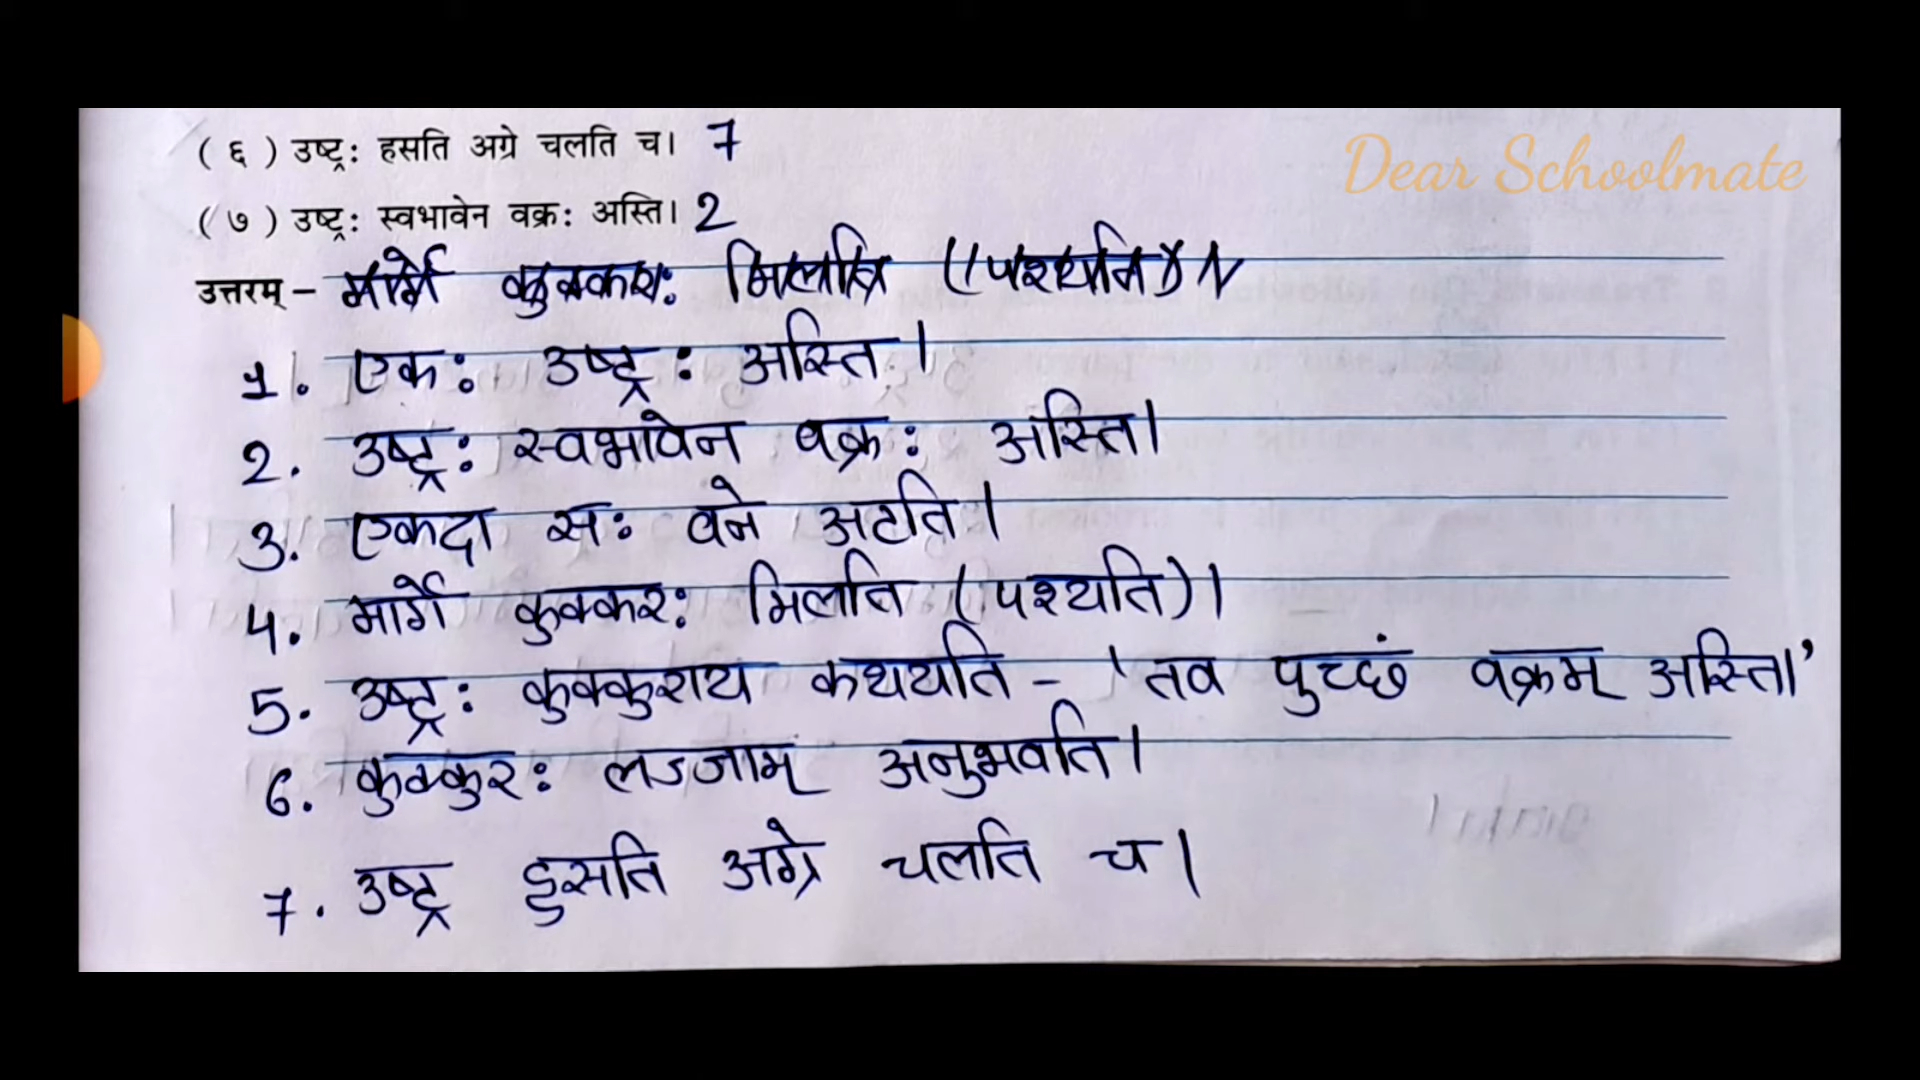 Dear Schoolmate
( ६ ) उष्ट्रः हसति अग्रे चलति च। 7
( ७ ) उष्ट्रः स्वभावेन वक्रः अस्ति। 2
उत्तरम् - मार्गे कुक्करः मिलति (पश्यति)
1. एकः उष्ट्रः अस्ति।
2. उष्ट्रः स्वभावेन वक्रः अस्ति।
3. एकदा सः वने अटति।
4. मार्गे कुक्करः मिलति (पश्यति)।
5. उष्ट्रः कुक्कुराय कथयति - 'तव पुच्छं वक्रम् अस्ति।'
6. कुक्कुरः लज्जाम् अनुभवति।
7. उष्ट्र हसति अग्रे चलति च।